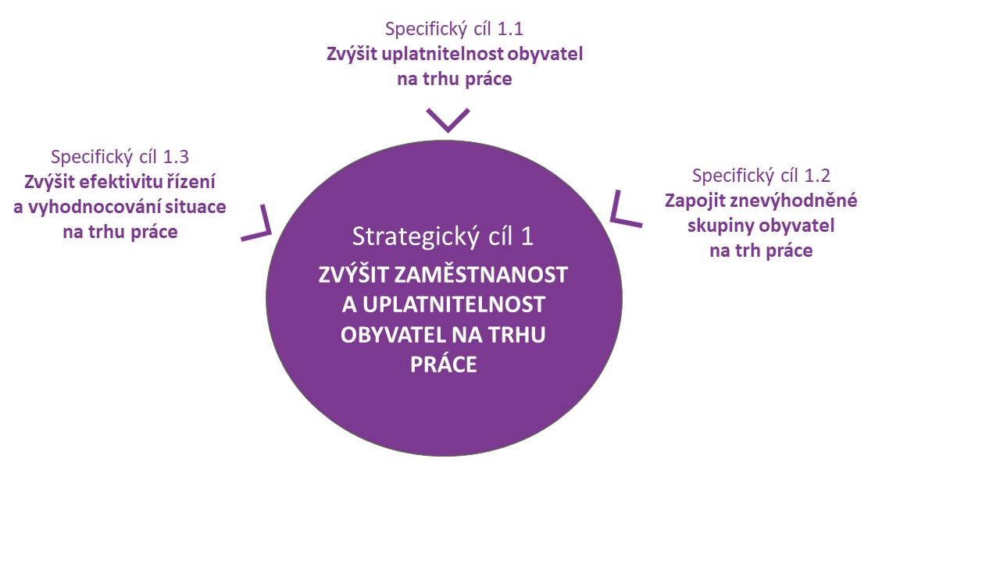 Specifický cíl 1.1
Zvýšit uplatnitelnost obyvatel
na trhu práce
Specifický cíl 1.3
Zvýšit efektivitu řízení
a vyhodnocování situace
na trhu práce
Specifický cíl 1.2
Zapojit znevýhodněné
skupiny obyvatel
na trh práce
Strategický cíl 1
ZVÝŠIT ZAMĚSTNANOST
A UPLATNITELNOST
OBYVATEL NA TRHU
PRÁCE